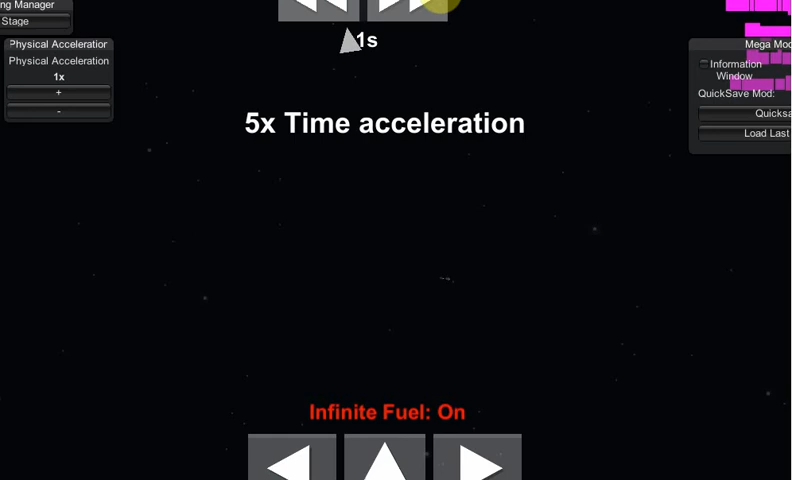 ng Manager
Stage
Physical Acceleratior
Physical Acceleration
1x
+
-
1s
5x Time acceleration
Mega Mod
Information
Window
QuickSave Mod:
Quicksa
Load Last
Infinite Fuel: On